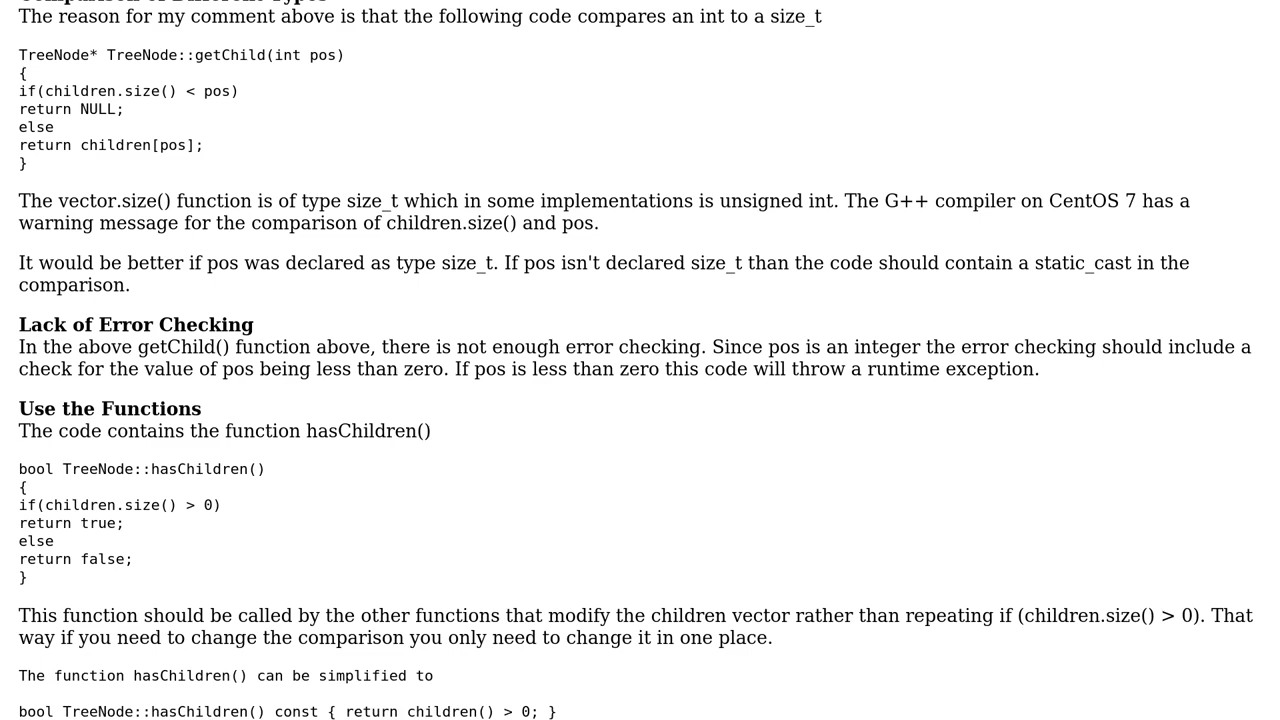 Comparison of Different Types
The reason for my comment above is that the following code compares an int to a size_t
TreeNode* TreeNode::getChild(int pos)
{
if(children.size() < pos)
return NULL;
else
return children[pos];
}
The vector.size() function is of type size_t which in some implementations is unsigned int. The G++ compiler on CentOS 7 has a
warning message for the comparison of children.size() and pos.
It would be better if pos was declared as type size_t. If pos isn't declared size_t than the code should contain a static_cast in the
comparison.
Lack of Error Checking
In the above getChild() function above, there is not enough error checking. Since pos is an integer the error checking should include a
check for the value of pos being less than zero. If pos is less than zero this code will throw a runtime exception.
Use the Functions
The code contains the function hasChildren()
bool TreeNode::hasChildren()
{
if(children.size() > 0)
return true;
else
return false;
}
This function should be called by the other functions that modify the children vector rather than repeating if (children.size() > 0). That
way if you need to change the comparison you only need to change it in one place.
The function hasChildren() can be simplified to
bool TreeNode::hasChildren() const { return children() > 0; }